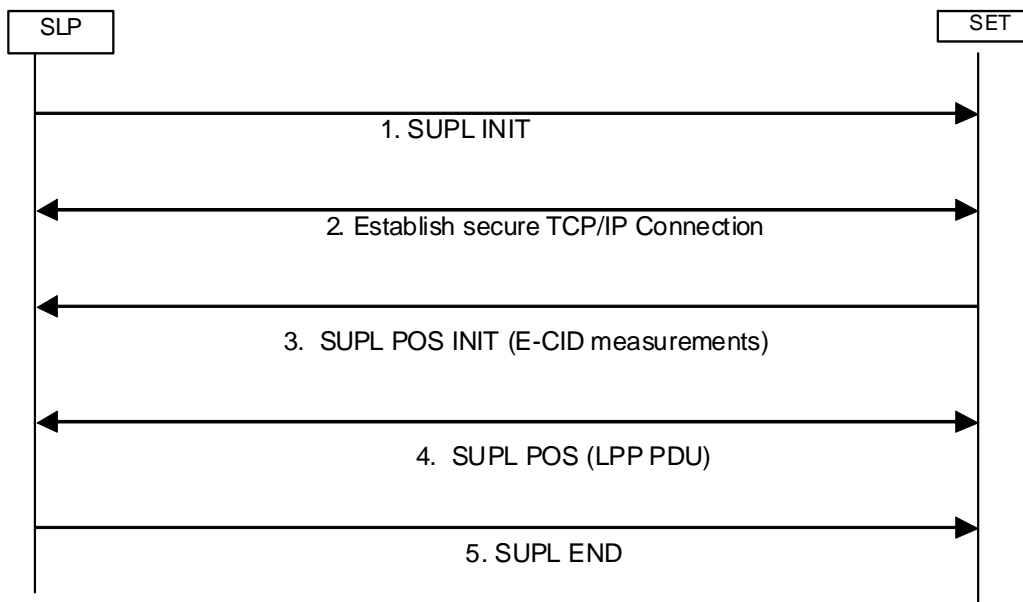 SLP
SET
1. SUPL INIT
2. Establish secure TCP/IP Connection
3. SUPL POS INIT (E-CID measurements)
4. SUPL POS (LPP PDU)
5. SUPL END